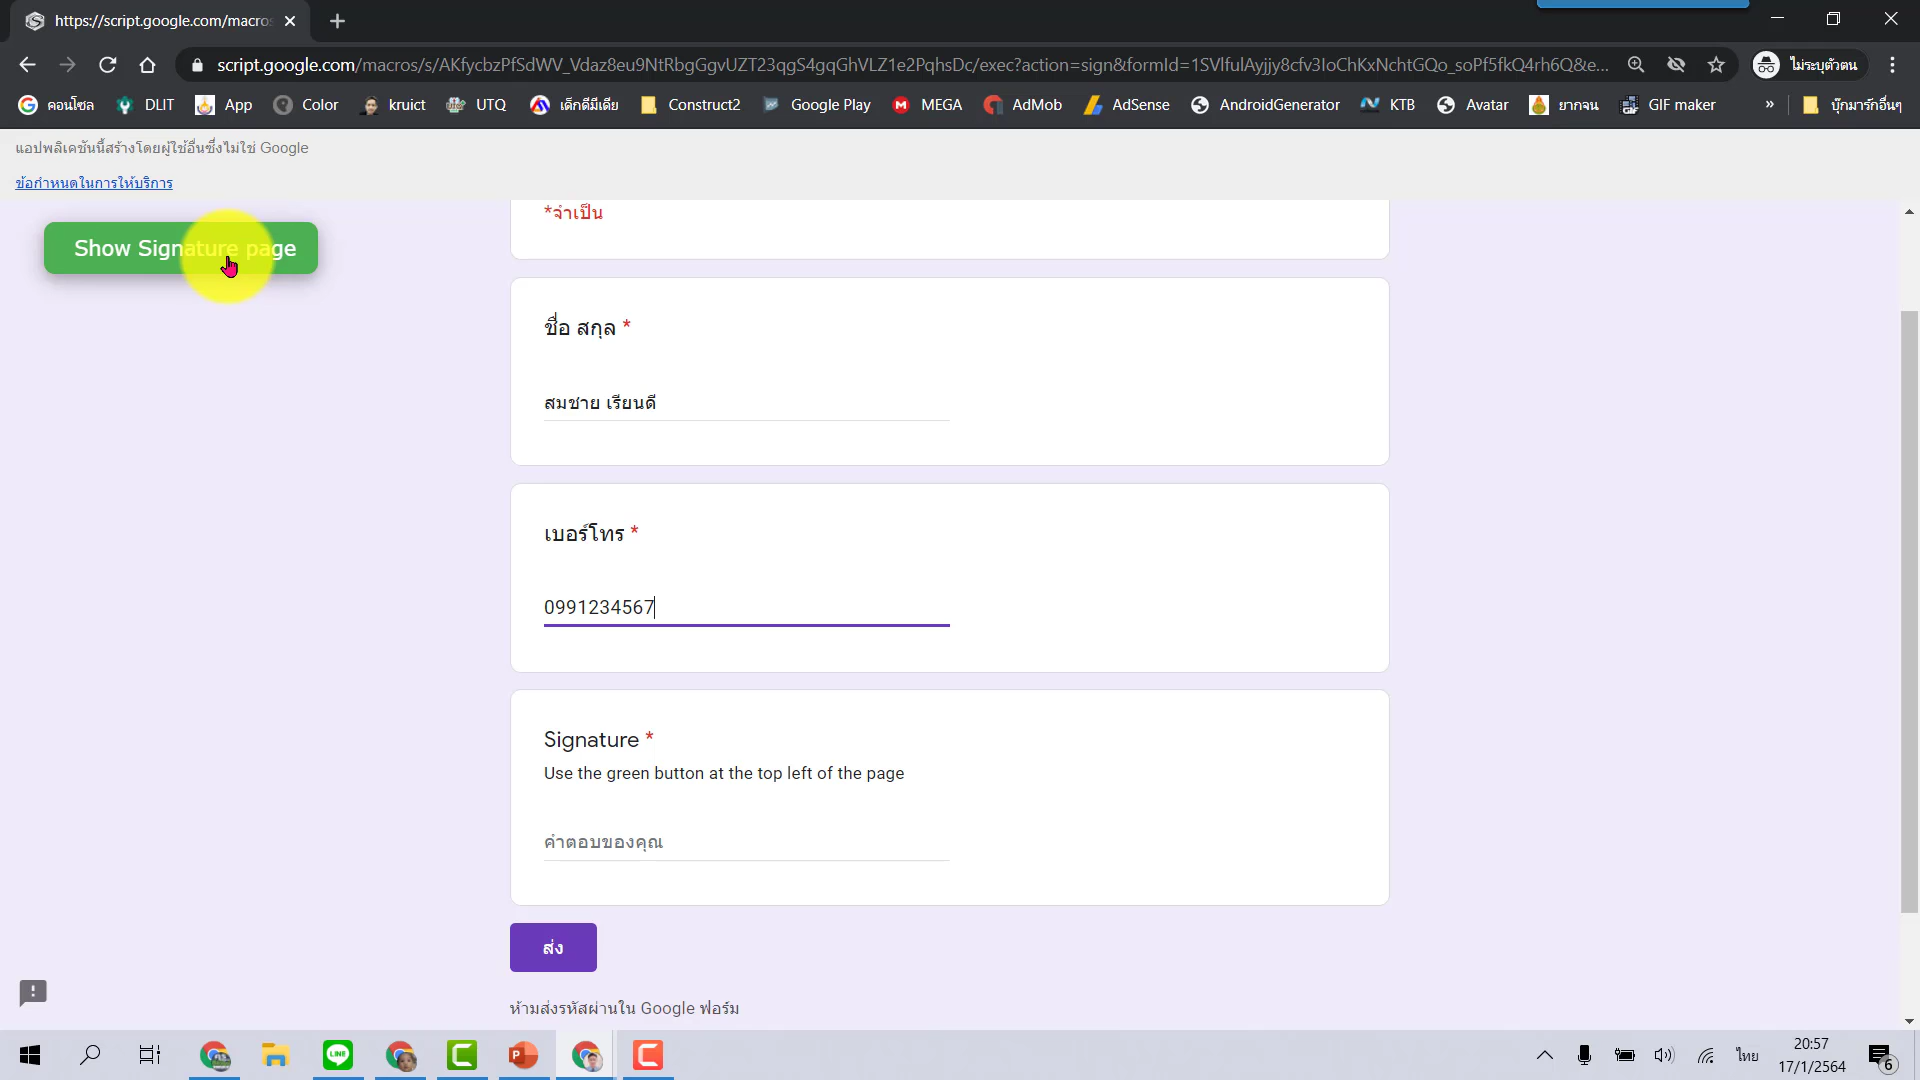 https://script.google.com/macros
script.google.com/macros/s/AKfycbzPfSdWV_Vdaz8eu9NtRbgGgvUZT23qgS4gqGhVLZ1e2PqhsDc/exec?action=sign&formId=1SVlfulAyjjy8cfv3IoChKxNchtGQo_soPf5fkQ4rh6Q&e...
ไม่ระบุตัวตน
คอนโซล DLIT App Color kruict UTQ เด็กดีมีเดีย Construct2 Google Play MEGA AdMob AdSense AndroidGenerator KTB Avatar ยากจน GIF maker » บุ๊กมาร์กอื่นๆ
แอปพลิเคชันนี้สร้างโดยผู้ใช้อื่นซึ่งไม่ใช่ Google
ข้อกำหนดในการให้บริการ
Show Signature page
*จำเป็น
ชื่อ สกุล *
สมชาย เรียนดี
เบอร์โทร *
0991234567
Signature *
Use the green button at the top left of the page
คำตอบของคุณ
ส่ง
ห้ามส่งรหัสผ่านใน Google ฟอร์ม
LINE
ไทย
20:57
17/1/2564
6